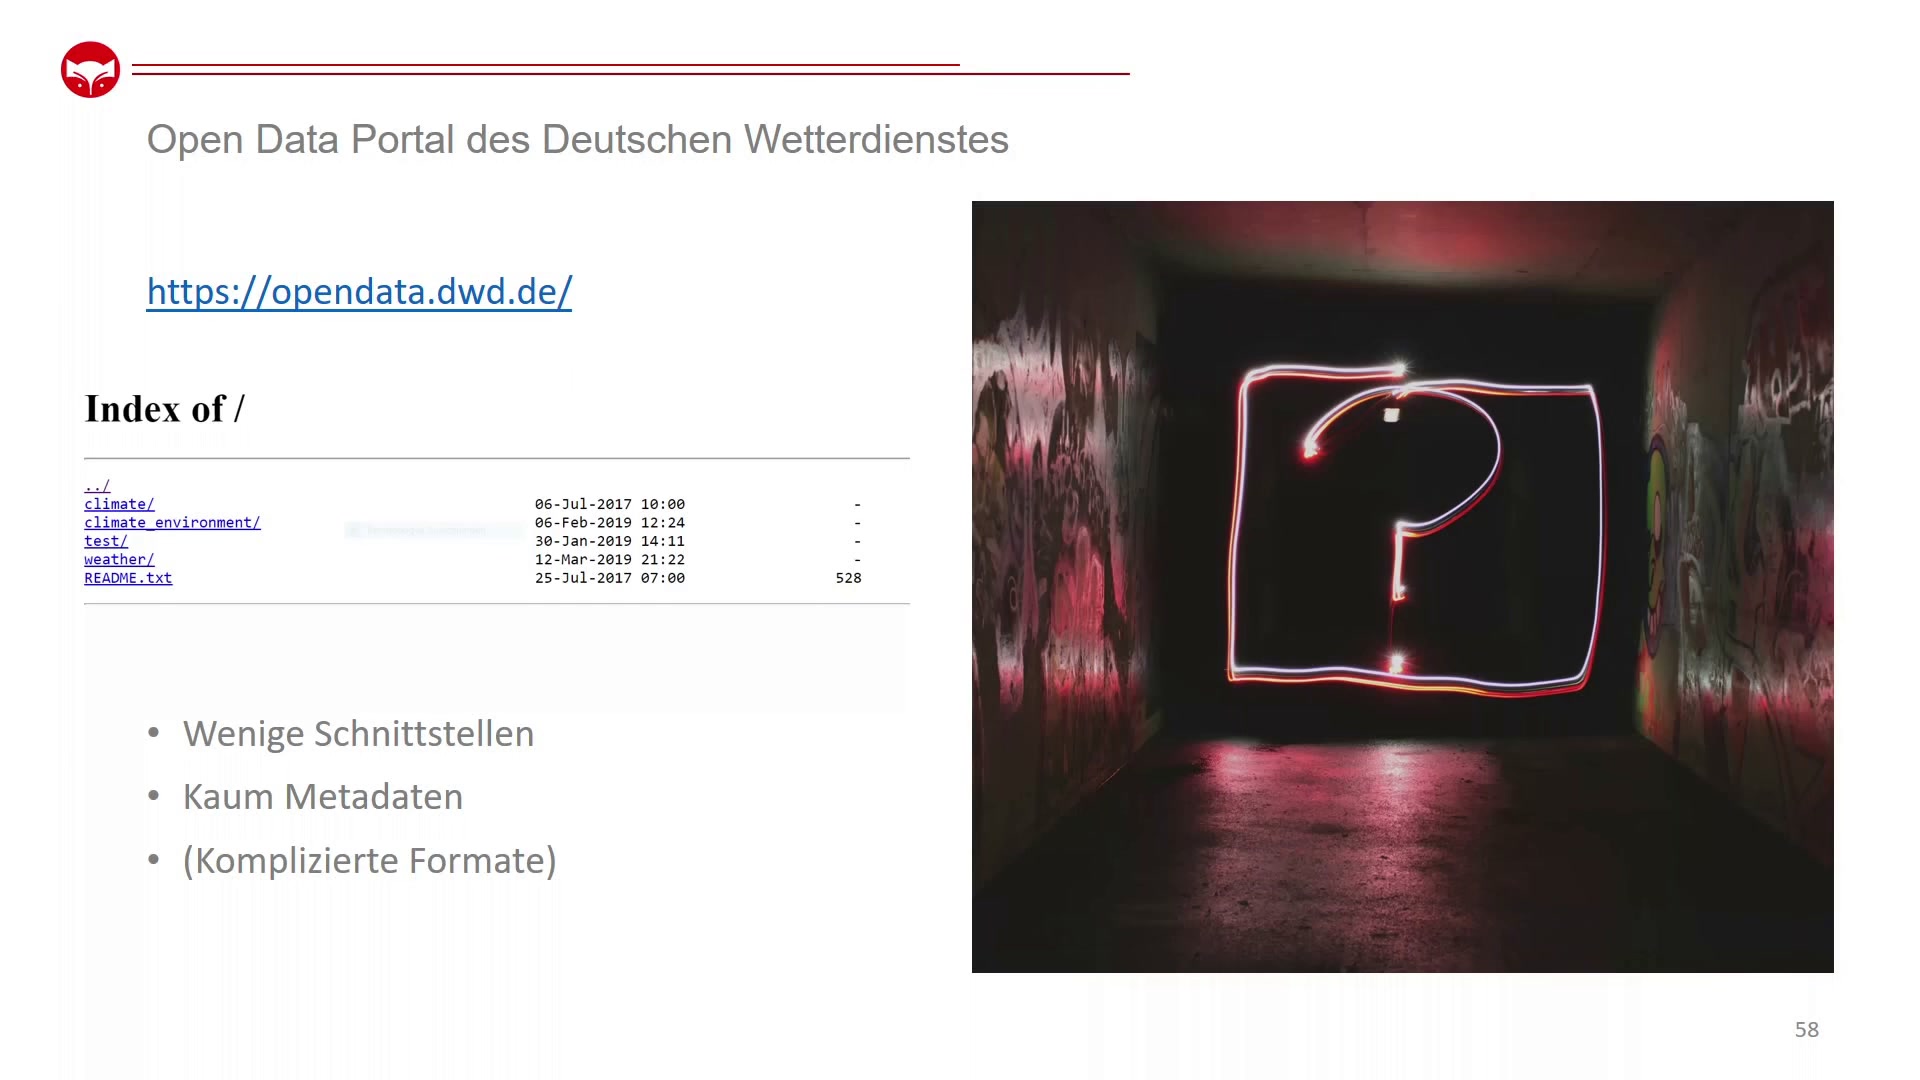 Open Data Portal des Deutschen Wetterdienstes
https://opendata.dwd.de/
Index of /
../
climate/ 06-Jul-2017 10:00 -
climate_environment/ 06-Feb-2019 12:24 -
test/ 30-Jan-2019 14:11 -
weather/ 12-Mar-2019 21:22 -
README.txt 25-Jul-2017 07:00 528
• Wenige Schnittstellen
• Kaum Metadaten
• (Komplizierte Formate)
?
58